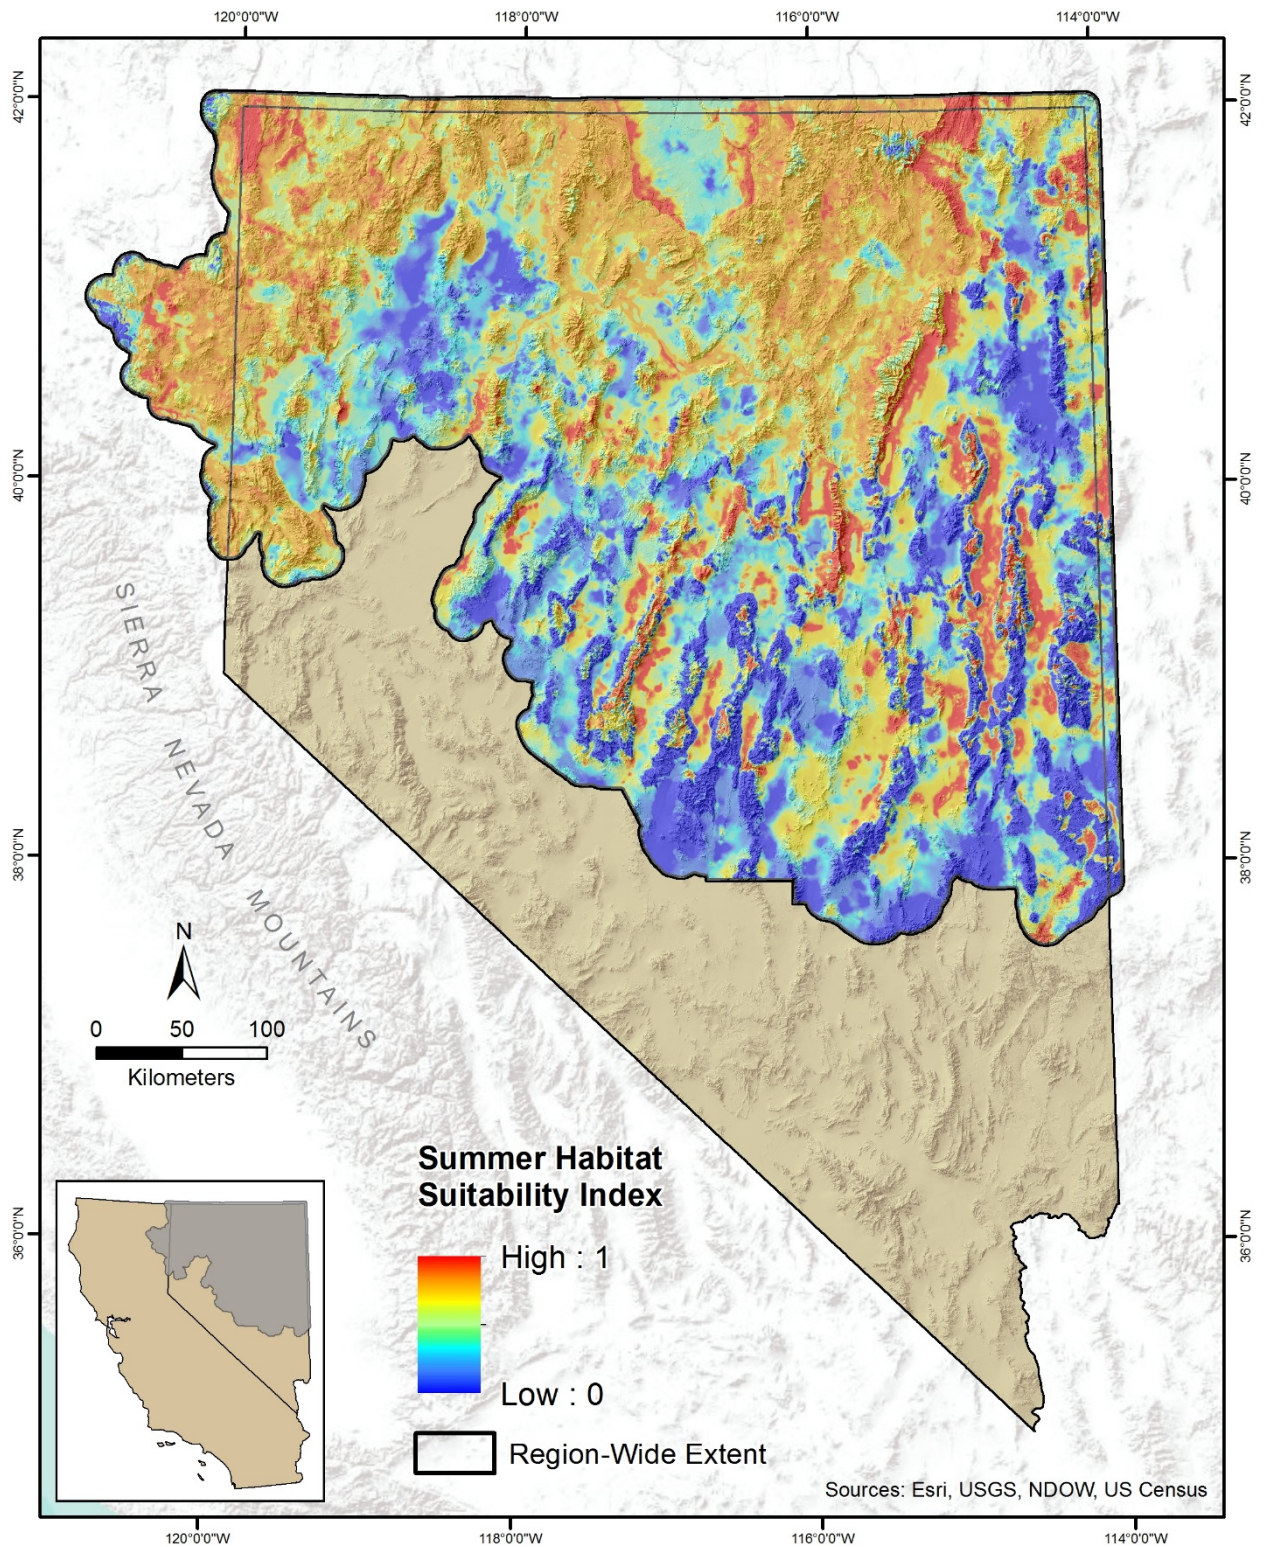 120°0'0"W
118°0'0"W
116°0'0"W
114°0'0"W
42°0'0"N
42°0'0"N
40°0'0"N
40°0'0"N
SIERRA
NEVADA
MOUNTAINS
38°0'0"N
38°0'0"N
N
0 50 100
Kilometers
Summer Habitat
Suitability Index
High : 1
Low : 0
Region-Wide Extent
36°0'0"N
36°0'0"N
Sources: Esri, USGS, NDOW, US Census
120°0'0"W
118°0'0"W
116°0'0"W
114°0'0"W